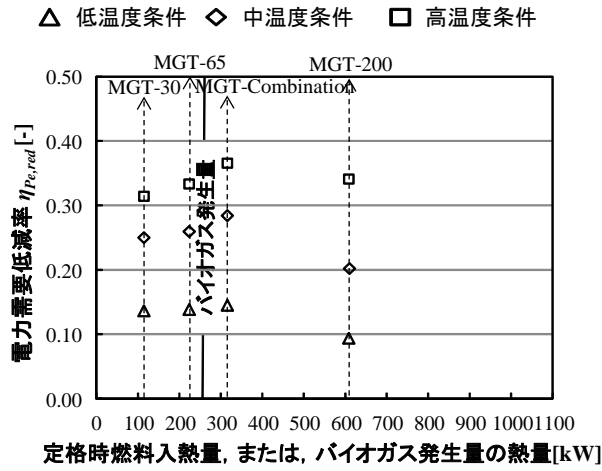 △ 低温度条件 ◇ 中温度条件 □ 高温度条件
MGT-65
MGT-200
MGT-30
MGT-Combination
バイオガス発生量
電力需要低減率 ηPe,red [-]
0.50
0.40
0.30
0.20
0.10
0.00
0 100 200 300 400 500 600 700 800 900 1000 1100
定格時燃料入熱量, または, バイオガス発生量の熱量[kW]